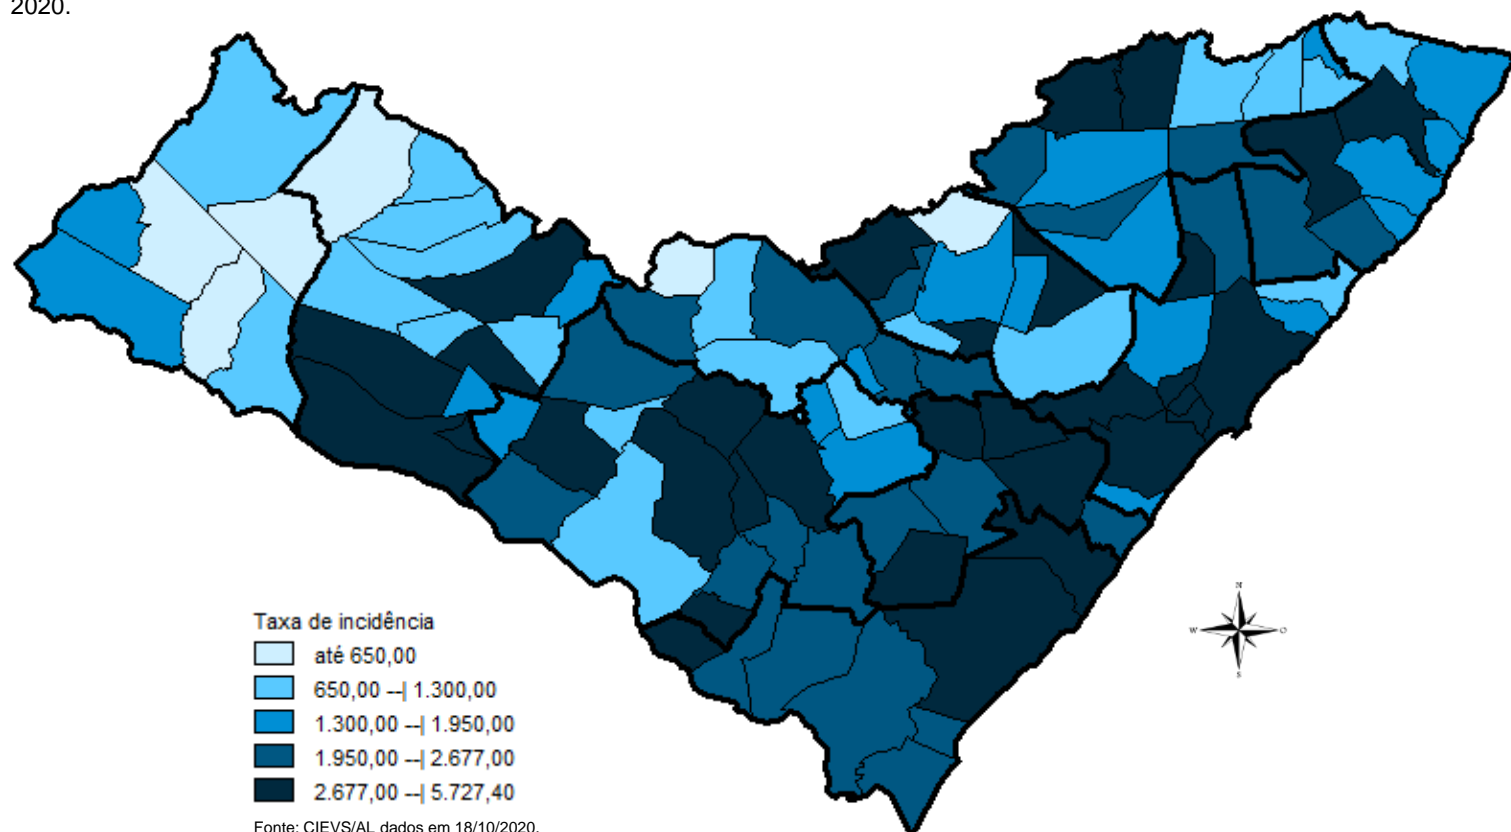 2020.
N
W
O
S
Taxa de incidência
até 650,00
650,00 --| 1.300,00
1.300,00 --| 1.950,00
1.950,00 --| 2.677,00
2.677,00 --| 5.727,40
Fonte: CIEVS/AL dados em 18/10/2020.